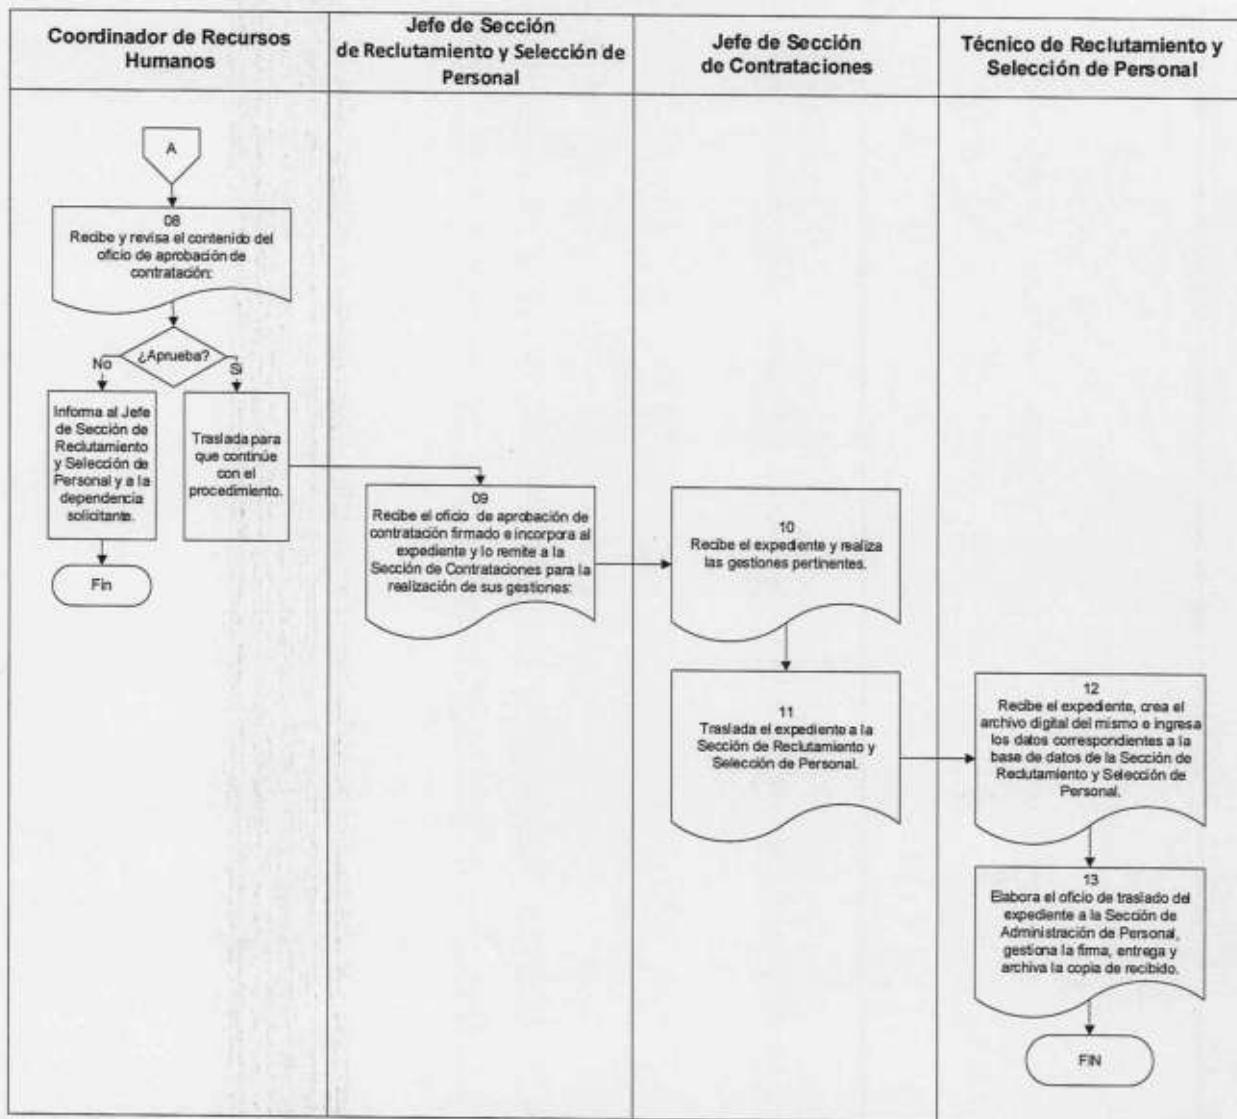 Coordinador de Recursos
Humanos
Jefe de Sección
de Reclutamiento y Selección de
Personal
Jefe de Sección
de Contrataciones
Técnico de Reclutamiento y
Selección de Personal
A
08
Recibe y revisa el contenido del
oficio de aprobación de
contratación:
¿Aprueba?
No
Si
Informa al Jefe
de Sección de
Reclutamiento
y Selección de
Personal y a la
dependencia
solicitante.
Traslada para
que continúe
con el
procedimiento.
Fin
09
Recibe el oficio de aprobación de
contratación firmado e incorpora al
expediente y lo remite a la
Sección de Contrataciones para la
realización de sus gestiones:
10
Recibe el expediente y realiza
las gestiones pertinentes.
11
Traslada el expediente a la
Sección de Reclutamiento y
Selección de Personal.
12
Recibe el expediente, crea el
archivo digital del mismo e ingresa
los datos correspondientes a la
base de datos de la Sección de
Reclutamiento y Selección de
Personal.
13
Elabora el oficio de traslado del
expediente a la Sección de
Administración de Personal,
gestiona la firma, entrega y
archiva la copia de recibido.
FIN